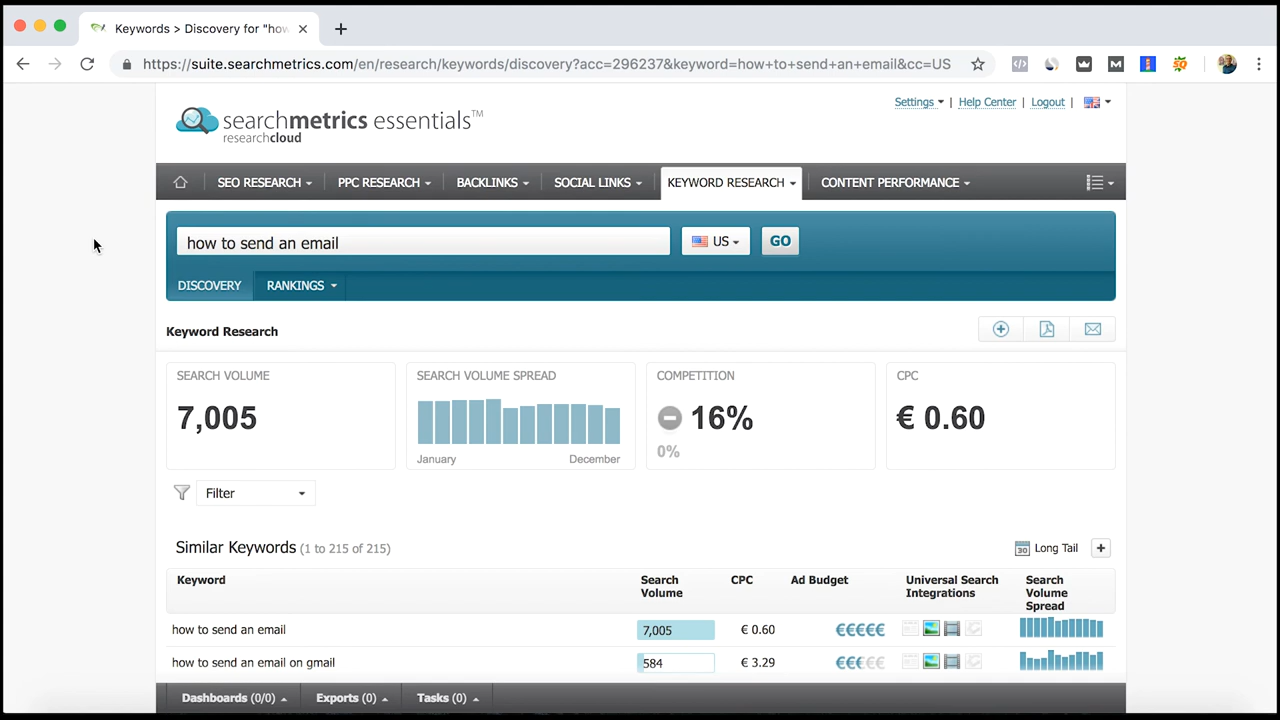 Keywords > Discovery for "how
https://suite.searchmetrics.com/en/research/keywords/discovery?acc=296237&keyword=how+to+send+an+email&cc=US
Settings | Help Center | Logout |
searchmetrics essentials™
researchcloud
SEO RESEARCH PPC RESEARCH BACKLINKS SOCIAL LINKS KEYWORD RESEARCH CONTENT PERFORMANCE
how to send an email US GO
DISCOVERY RANKINGS
Keyword Research
SEARCH VOLUME SEARCH VOLUME SPREAD COMPETITION CPC
7,005 16% € 0.60
0%
January December
Filter
Similar Keywords (1 to 215 of 215) 30 Long Tail +
Keyword Search Volume CPC Ad Budget Universal Search Integrations Search Volume Spread
how to send an email 7,005 € 0.60 €€€€€
how to send an email on gmail 584 € 3.29 €€€€€
Dashboards (0/0) Exports (0) Tasks (0)